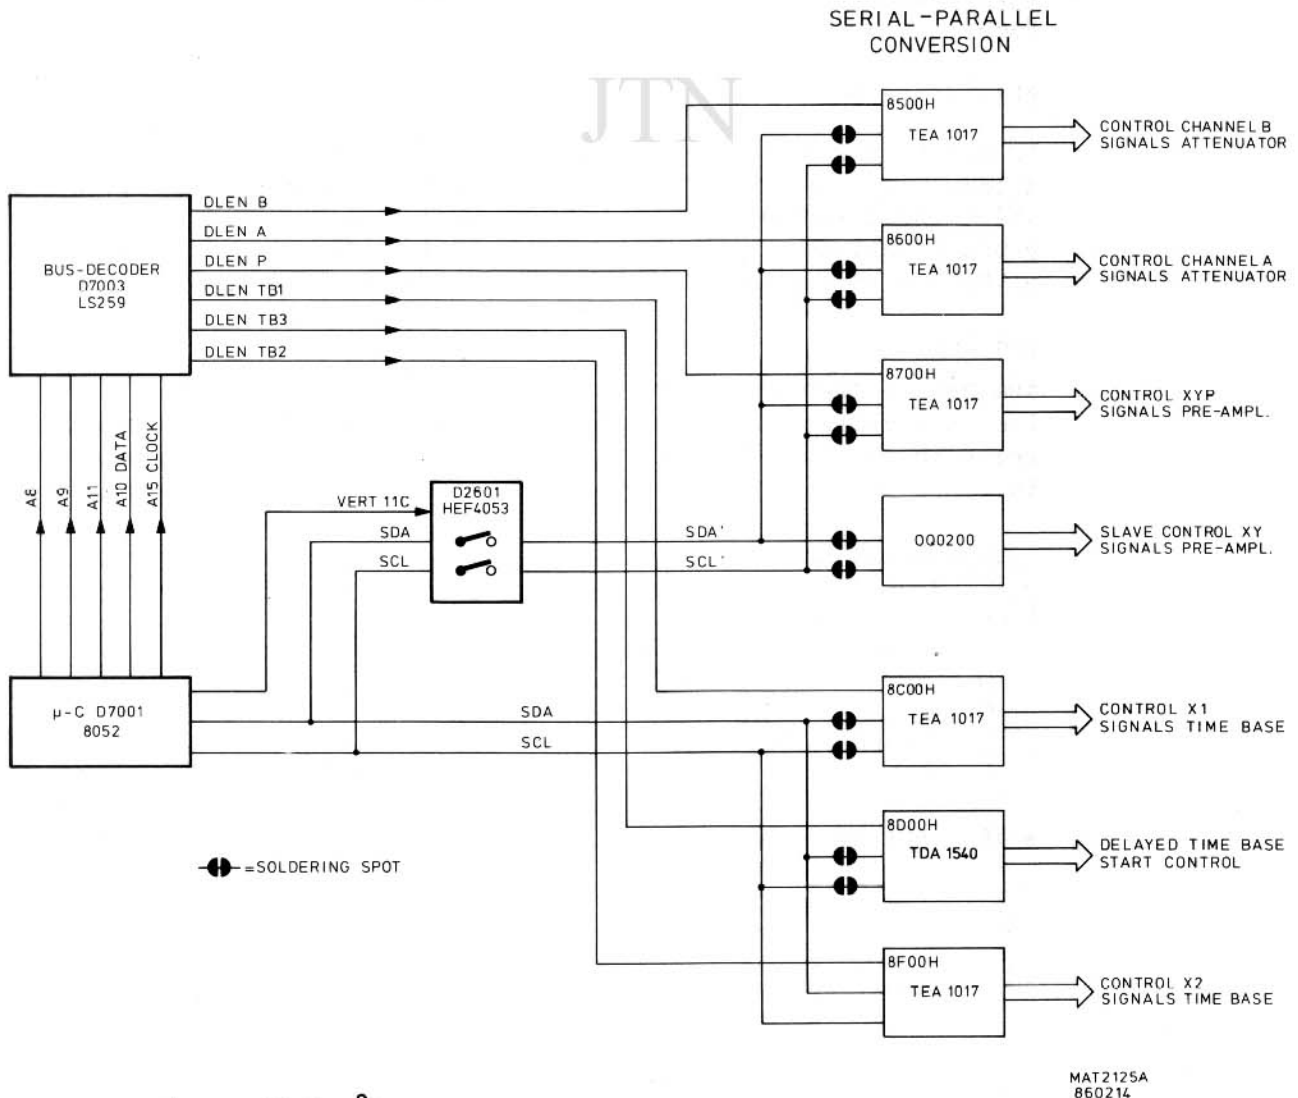 SERIAL-PARALLEL
CONVERSION
JTN
8500H
TEA 1017
CONTROL CHANNEL B
SIGNALS ATTENUATOR
BUS-DECODER
D7003
LS259
DLEN B
DLEN A
DLEN P
DLEN TB1
DLEN TB3
DLEN TB2
8600H
TEA 1017
CONTROL CHANNEL A
SIGNALS ATTENUATOR
8700H
TEA 1017
CONTROL XYP
SIGNALS PRE-AMPL.
A8
A9
A11
A10 DATA
A15 CLOCK
VERT 11C
SDA
SCL
D2601
HEF4053
SDA'
SCL'
OQ0200
SLAVE CONTROL XY
SIGNALS PRE-AMPL.
μ-C D7001
8052
SDA
SCL
8C00H
TEA 1017
CONTROL X1
SIGNALS TIME BASE
8D00H
TDA 1540
DELAYED TIME BASE
START CONTROL
=SOLDERING SPOT
8F00H
TEA 1017
CONTROL X2
SIGNALS TIME BASE
MAT2125A
860214